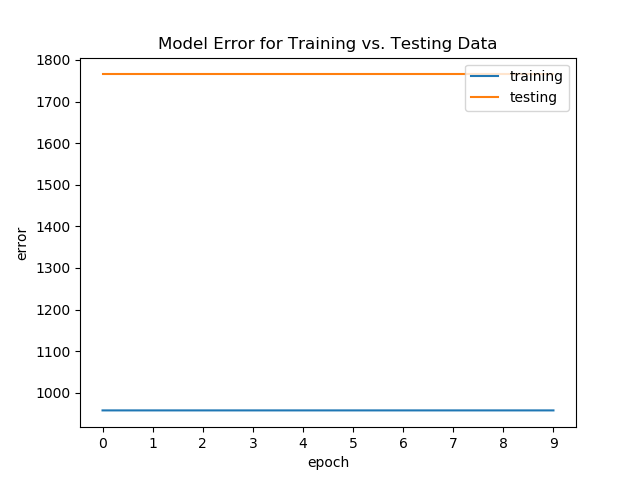 Model Error for Training vs. Testing Data
1800
1700
1600
1500
1400
1300
1200
1100
1000
error
training
testing
0 1 2 3 4 5 6 7 8 9
epoch